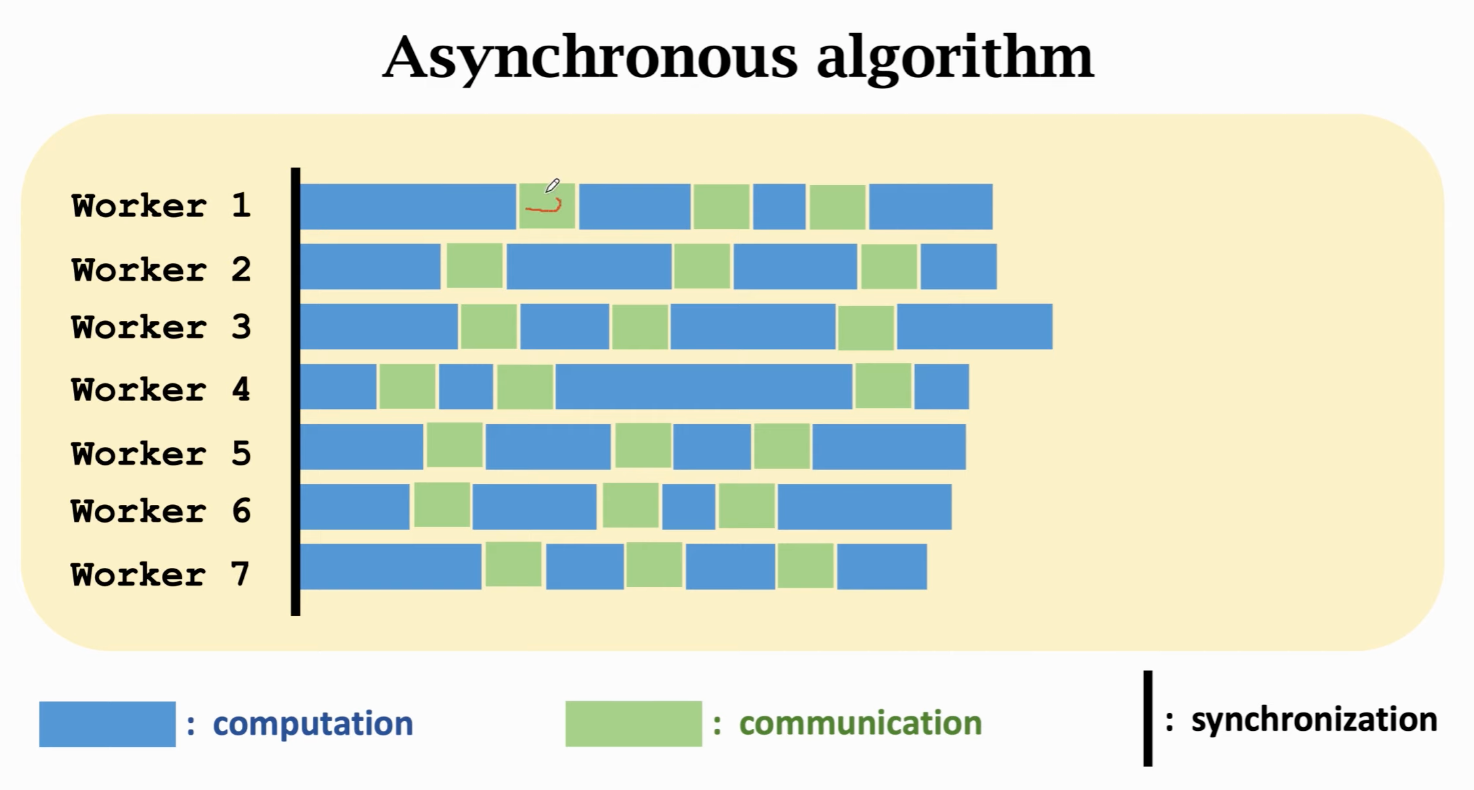 Asynchronous algorithm
Worker 1
Worker 2
Worker 3
Worker 4
Worker 5
Worker 6
Worker 7
: computation : communication : synchronization